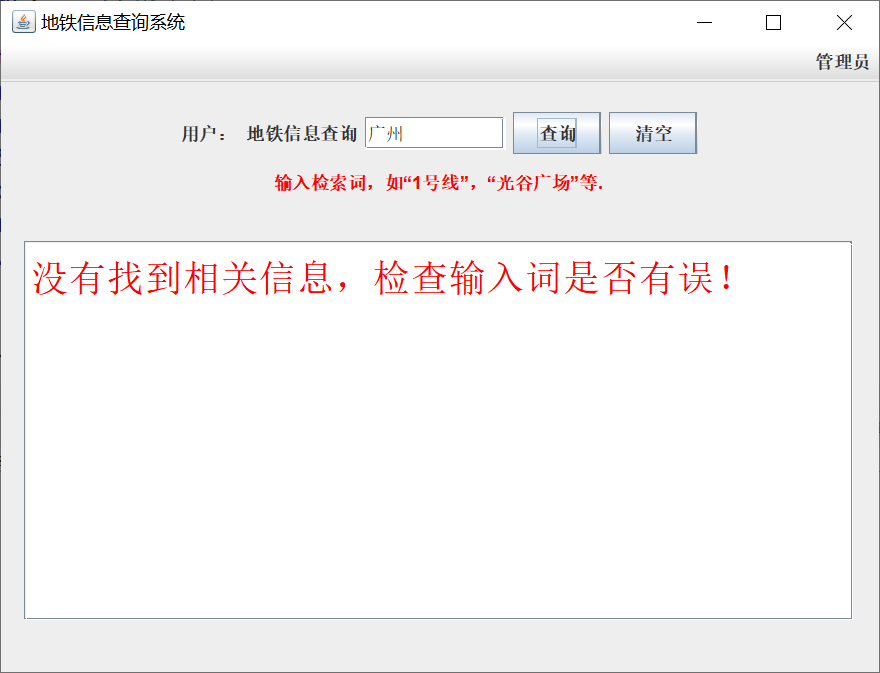 地铁信息查询系统
管理员
用户： 地铁信息查询 广州 查询 清空
输入检索词，如“1号线”，“光谷广场”等.
没有找到相关信息，检查输入词是否有误！